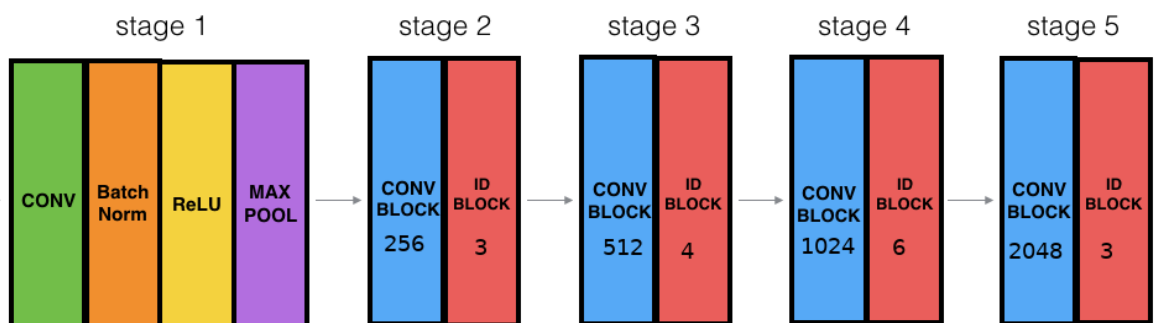 stage 1
CONV
Batch
Norm
ReLU
MAX
POOL
stage 2
CONV
BLOCK
256
ID
BLOCK
3
stage 3
CONV
BLOCK
512
ID
BLOCK
4
stage 4
CONV
BLOCK
1024
ID
BLOCK
6
stage 5
CONV
BLOCK
2048
ID
BLOCK
3